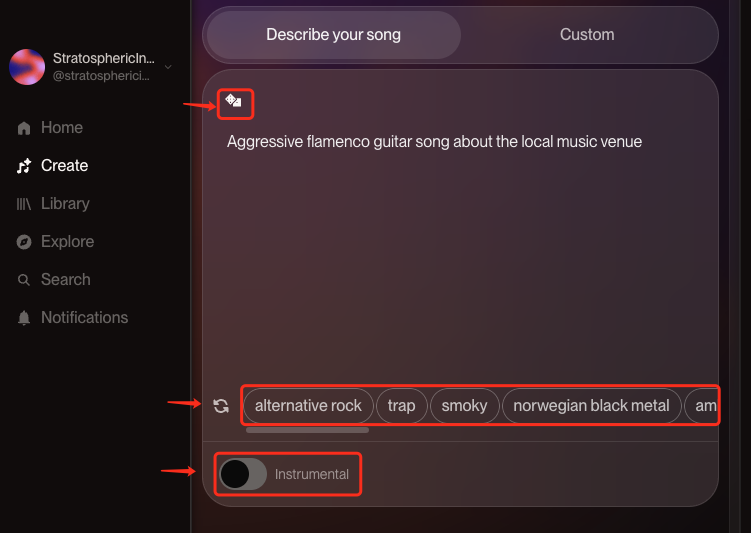 StratosphericIn...
@stratospherici...
Home
Create
Library
Explore
Search
Notifications
Describe your song
Custom
Aggressive flamenco guitar song about the local music venue
alternative rock
trap
smoky
norwegian black metal
am
Instrumental